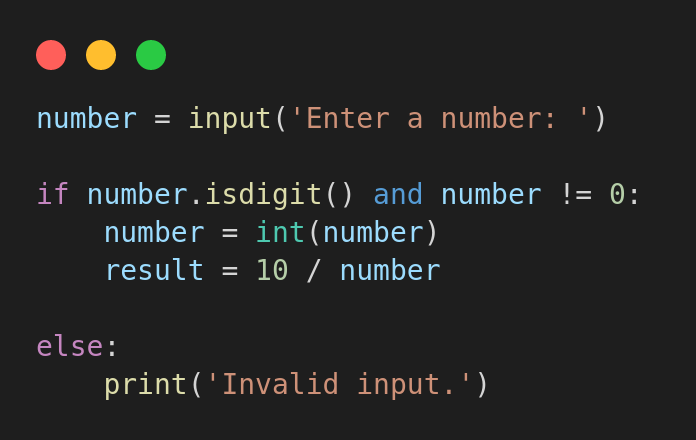 number = input('Enter a number: ')
if number.isdigit() and number != 0:
    number = int(number)
    result = 10 / number
else:
    print('Invalid input.')